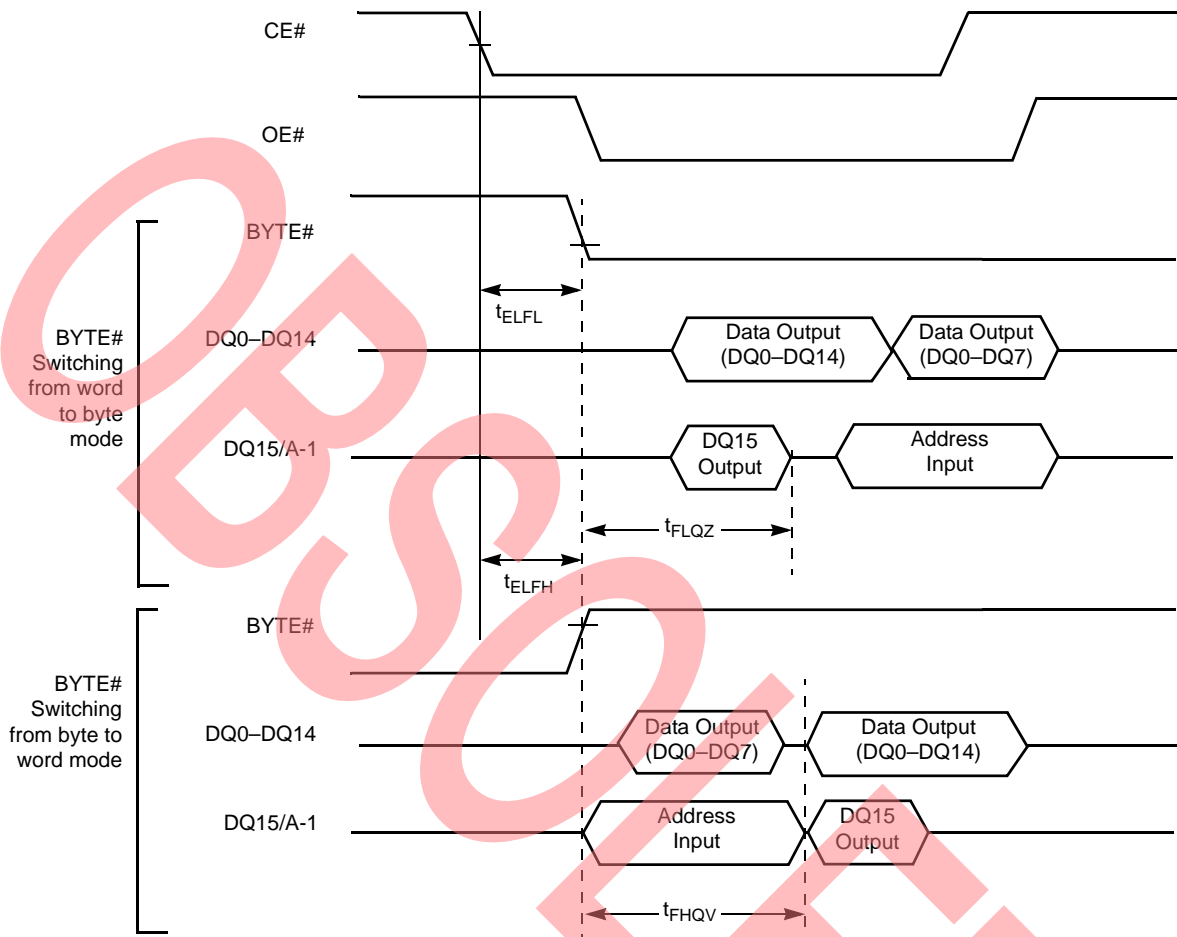 CE#
OE#
BYTE#
tELFL
BYTE#
Switching
from word
to byte
mode
DQ0–DQ14
Data Output
(DQ0–DQ14)
Data Output
(DQ0–DQ7)
DQ15/A-1
DQ15
Output
Address
Input
tFLQZ
tELFH
BYTE#
BYTE#
Switching
from byte to
word mode
DQ0–DQ14
Data Output
(DQ0–DQ7)
Data Output
(DQ0–DQ14)
DQ15/A-1
Address
Input
DQ15
Output
tFHQV
OBSOLE